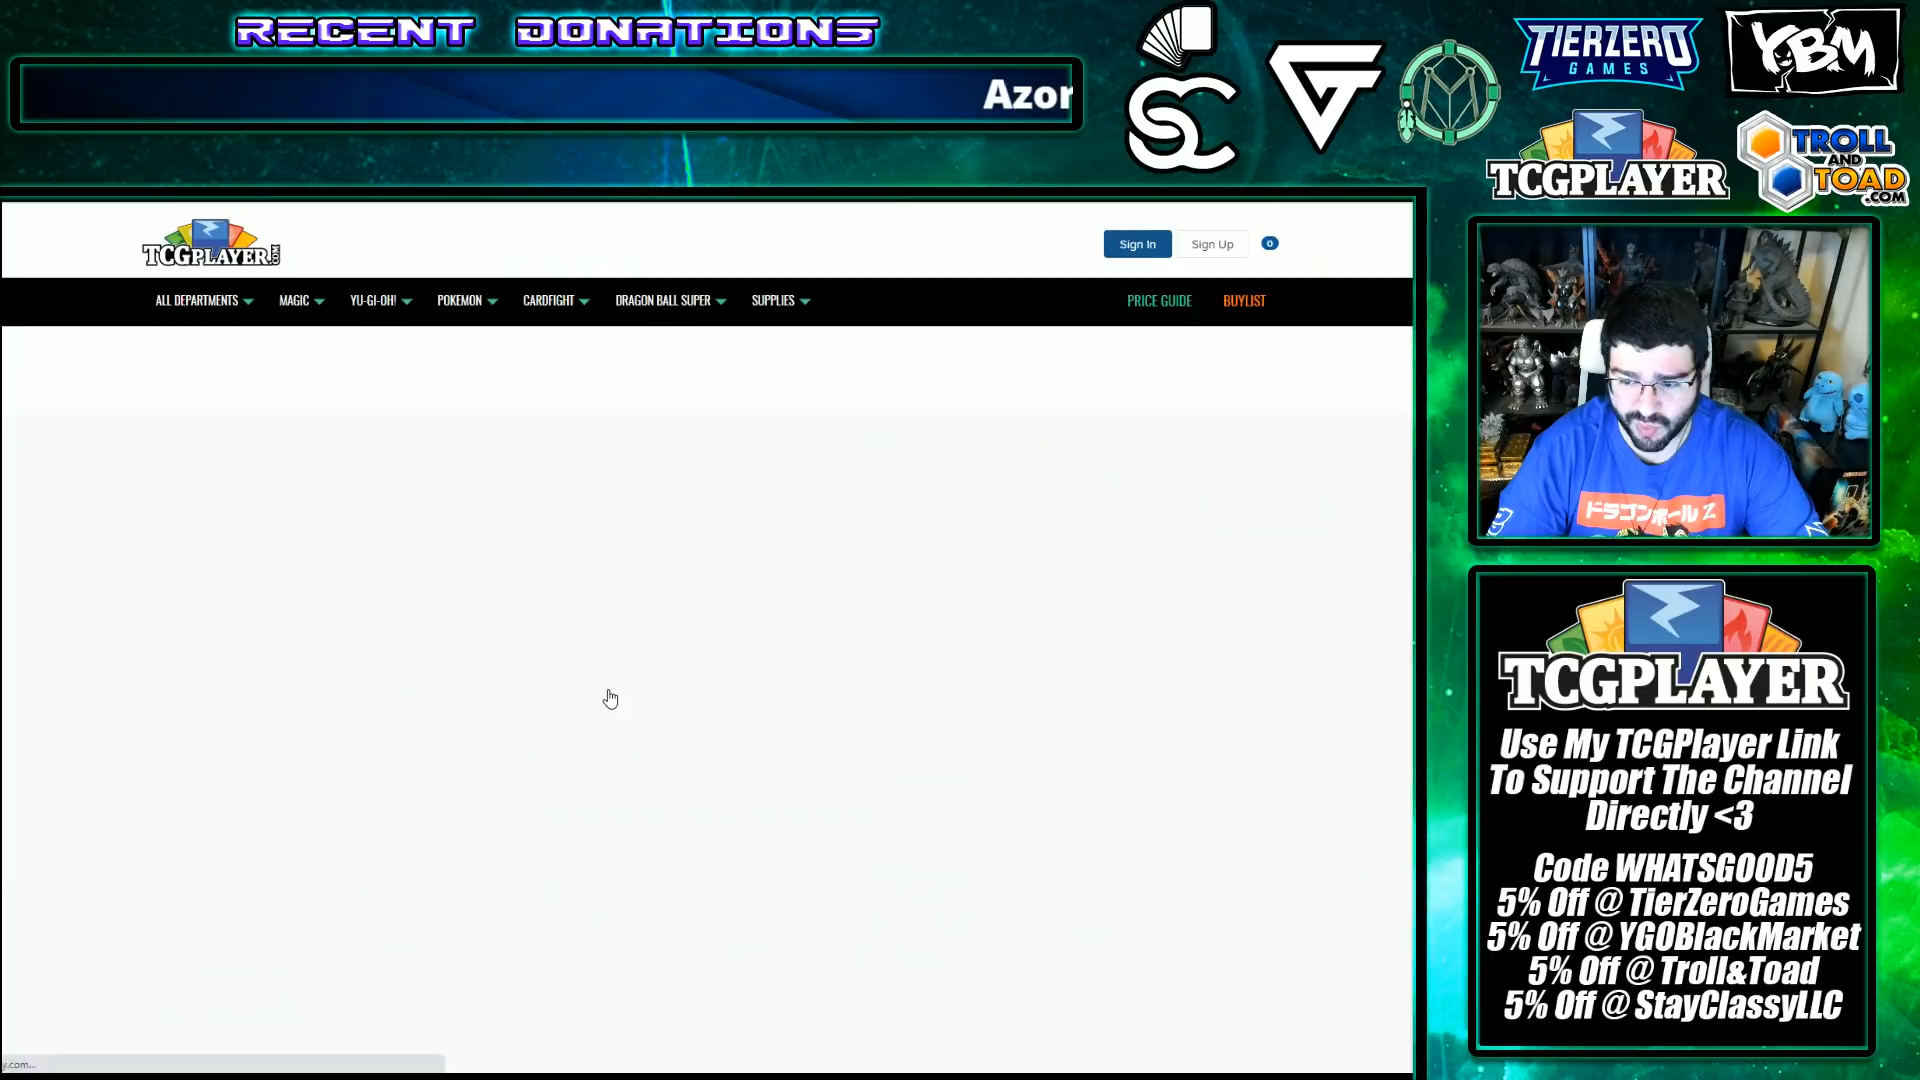 RECENT DONATIONS
Azor
SC
TIERZERO
GAMES
YBM
TCGPLAYER
TROLL
AND
TOAD
.COM
TCGPLAYER.COM
Sign In
Sign Up
0
ALL DEPARTMENTS
MAGIC
YU-GI-OH!
POKEMON
CARDFIGHT
DRAGON BALL SUPER
SUPPLIES
PRICE GUIDE
BUYLIST
ドラゴンボールZ
TCGPLAYER
Use My TCGPlayer Link
To Support The Channel
Directly <3
Code WHATSGOOD5
5% Off @ TierZeroGames
5% Off @ YGOBlackMarket
5% Off @ Troll&Toad
5% Off @ StayClassyLLC
y.com...